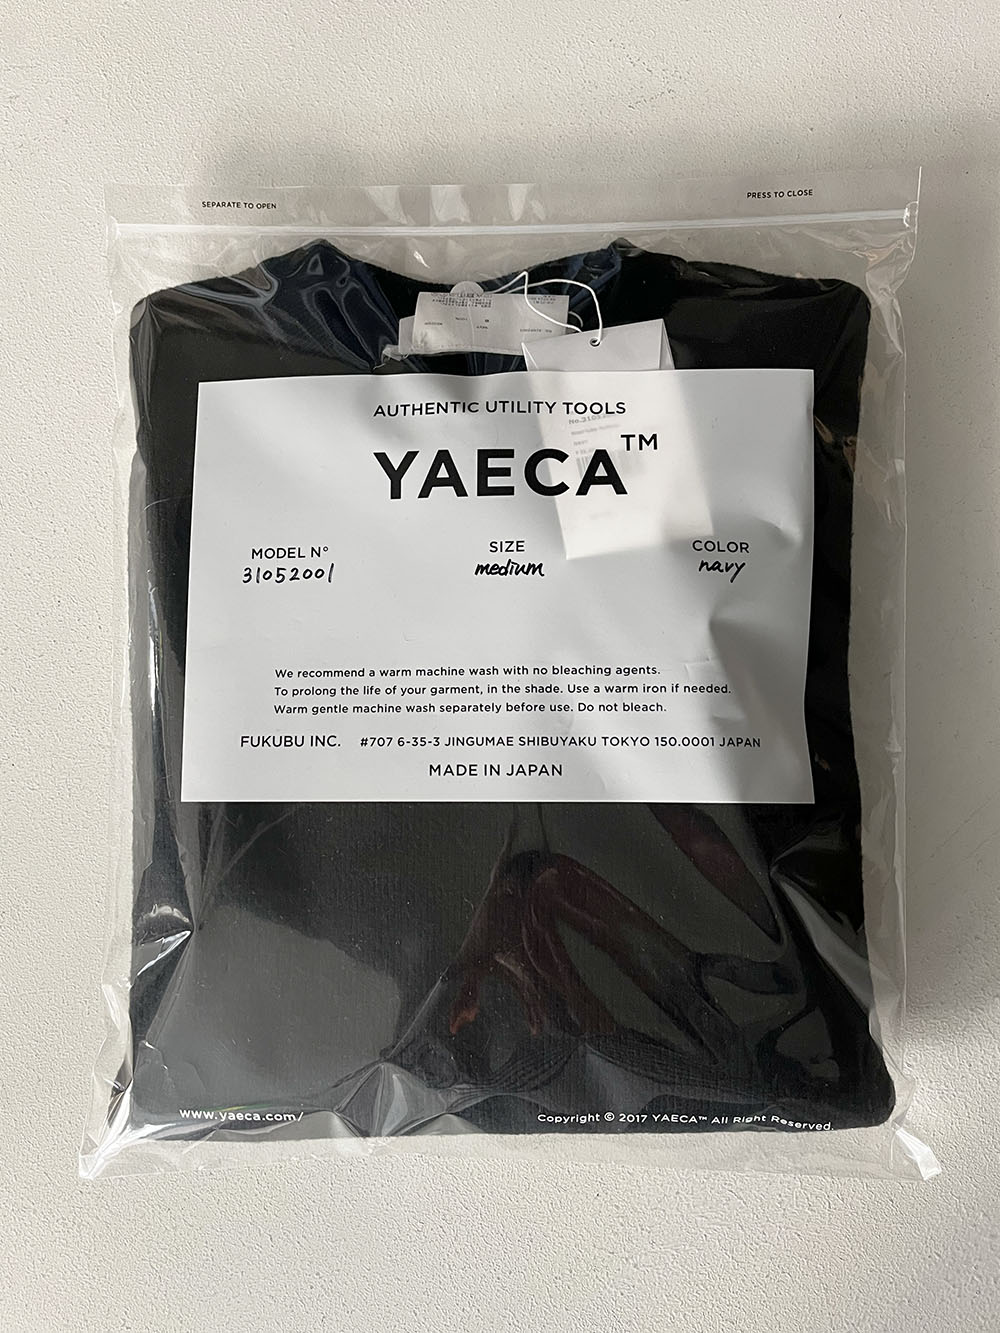 SEPARATE TO OPEN
PRESS TO CLOSE
AUTHENTIC UTILITY TOOLS
YAECA™
MODEL N° SIZE COLOR
31052001 medium navy
We recommend a warm machine wash with no bleaching agents.
To prolong the life of your garment, in the shade. Use a warm iron if needed.
Warm gentle machine wash separately before use. Do not bleach.
FUKUBU INC. #707 6-35-3 JINGUMAE SHIBUYAKU TOKYO 150.0001 JAPAN
MADE IN JAPAN
www.yaeca.com/
Copyright © 2017 YAECA™ All Right Reserved.